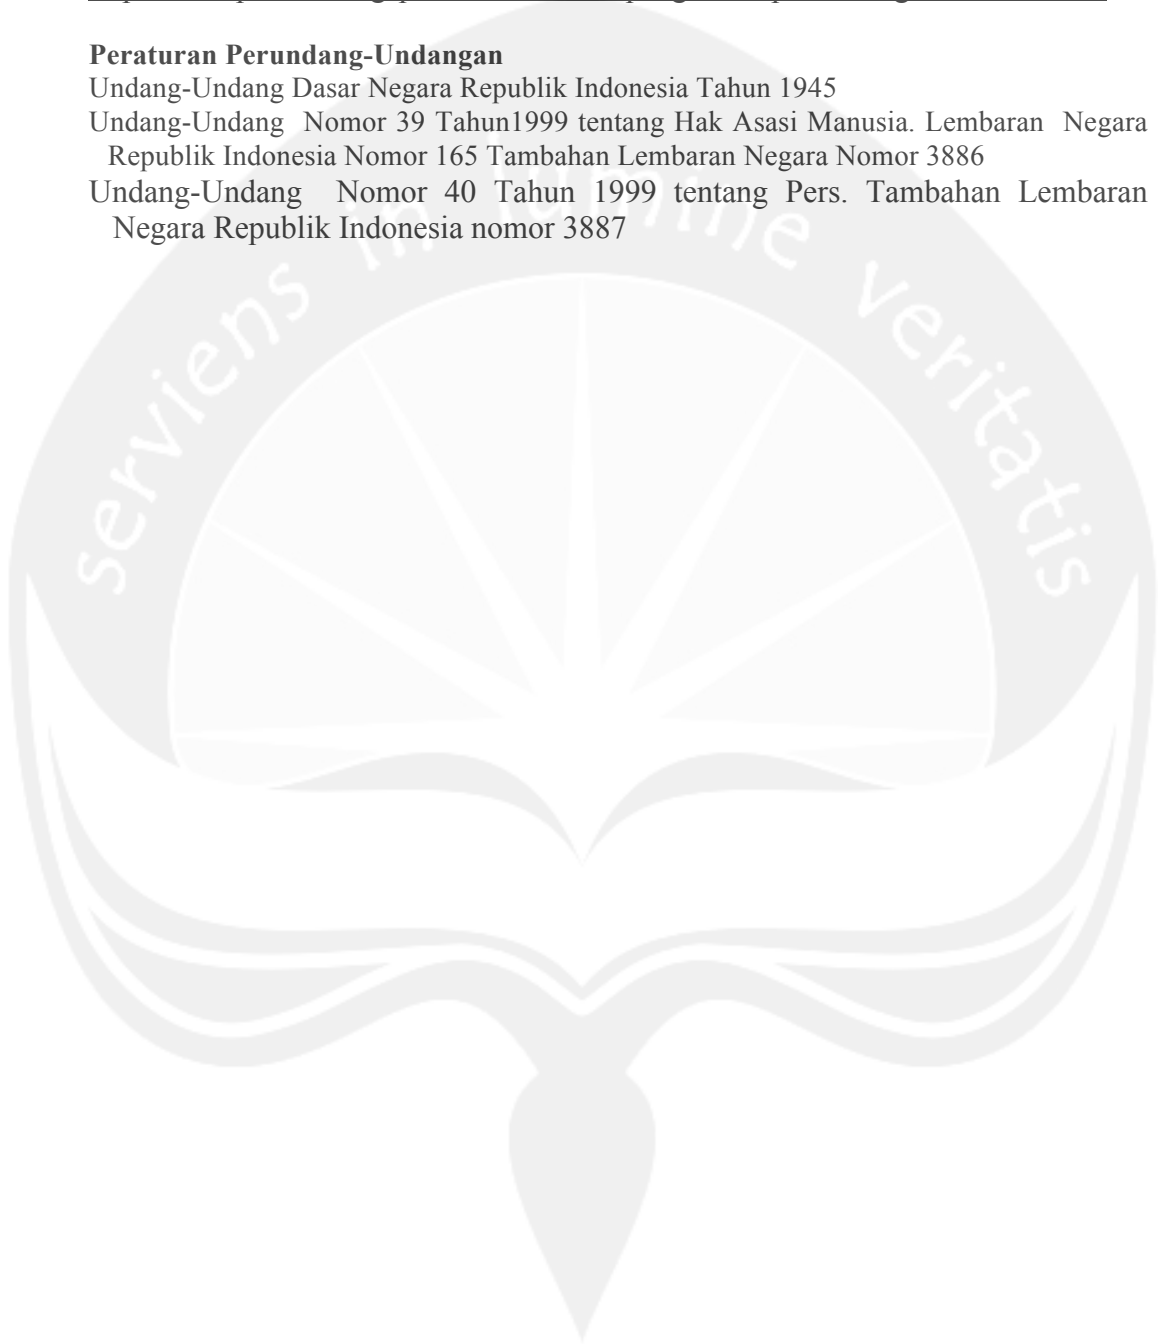 Peraturan Perundang-Undangan
Undang-Undang Dasar Negara Republik Indonesia Tahun 1945
Undang-Undang Nomor 39 Tahun1999 tentang Hak Asasi Manusia. Lembaran Negara
Republik Indonesia Nomor 165 Tambahan Lembaran Negara Nomor 3886
Undang-Undang Nomor 40 Tahun 1999 tentang Pers. Tambahan Lembaran
Negara Republik Indonesia nomor 3887
serviens in lumine veritatis